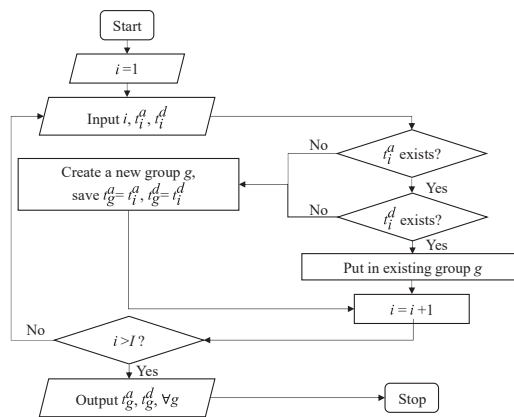 Start
i=1
Input i, t_i^a, t_i^d
t_i^a exists?
No
Yes
Create a new group g,
save t_g^a= t_i^a, t_g^d= t_i^d
t_i^d exists?
No
Yes
Put in existing group g
i = i+1
i >I ?
No
Yes
Output t_g^a, t_g^d, ∀g
Stop